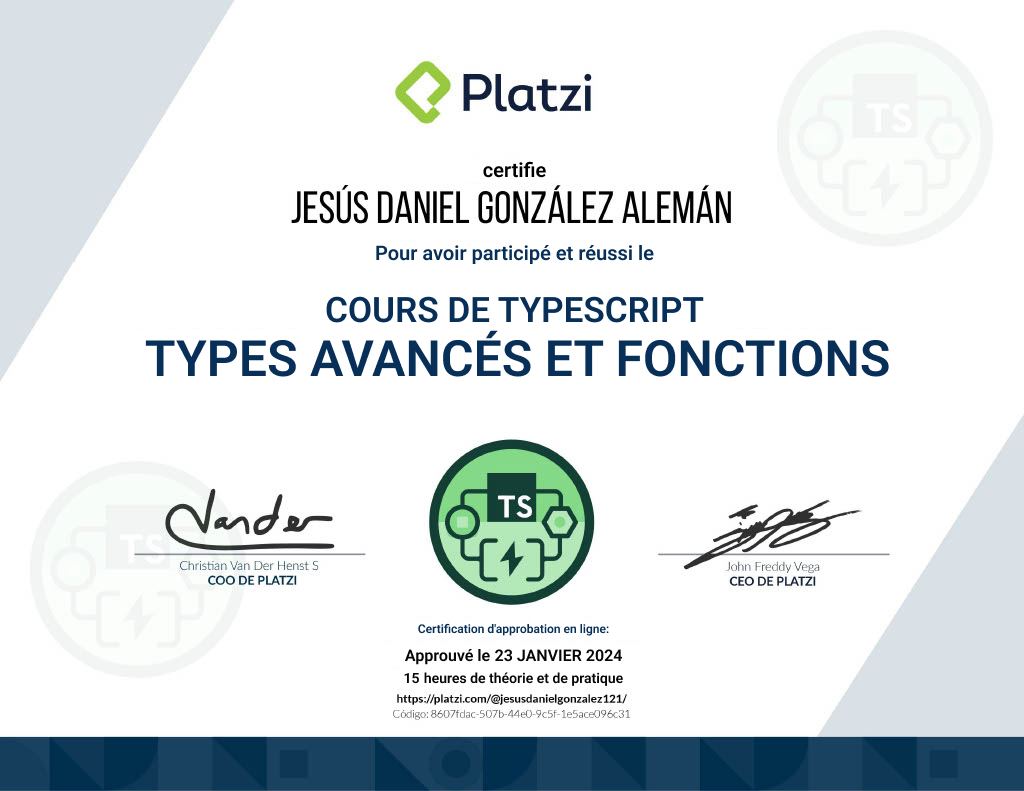 Platzi
TS
certifie
JESÚS DANIEL GONZÁLEZ ALEMÁN
Pour avoir participé et réussi le
COURS DE TYPESCRIPT
TYPES AVANCÉS ET FONCTIONS
TS
TS
Vander
Christian Van Der Henst S
COO DE PLATZI
John Freddy Vega
CEO DE PLATZI
Certification d'approbation en ligne:
Approuvé le 23 JANVIER 2024
15 heures de théorie et de pratique
https://platzi.com/@jesusdanielgonzalez121/
Código: 8607fdac-507b-44e0-9c5f-1e5ace096c31